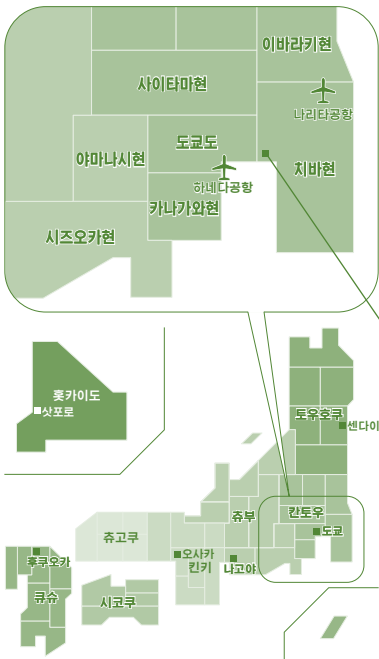 이바라키현
사이타마현
나리타공항
도쿄도
야마나시현
치바현
하네다공항
카나가와현
시즈오카현
홋카이도
삿포로
토우호쿠
센다이
칸토우
츄부
도쿄
츄고쿠
오사카
킨키
나고야
후쿠오카
큐슈
시코쿠